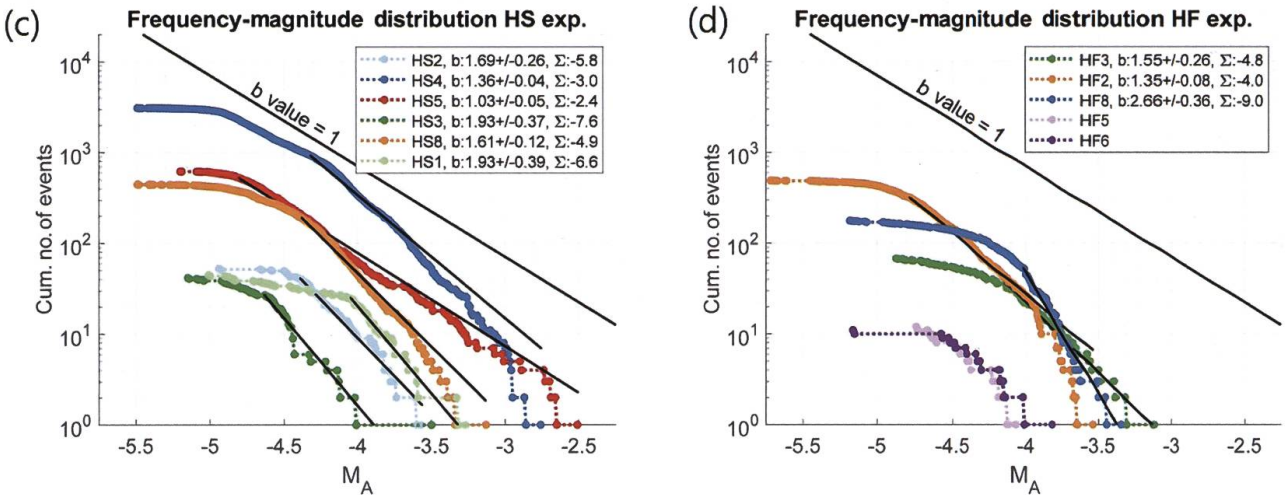 (c)
Frequency-magnitude distribution HS exp.
10^4
10^3
10^2
10^1
10^0
Cum. no. of events
b value = 1
HS2, b:1.69+/-0.26, Σ:-5.8
HS4, b:1.36+/-0.04, Σ:-3.0
HS5, b:1.03+/-0.05, Σ:-2.4
HS3, b:1.93+/-0.37, Σ:-7.6
HS8, b:1.61+/-0.12, Σ:-4.9
HS1, b:1.93+/-0.39, Σ:-6.6
-5.5 -5 -4.5 -4 -3.5 -3 -2.5
M_A
(d)
Frequency-magnitude distribution HF exp.
10^4
10^3
10^2
10^1
10^0
Cum. no. of events
b value = 1
HF3, b:1.55+/-0.26, Σ:-4.8
HF2, b:1.35+/-0.08, Σ:-4.0
HF8, b:2.66+/-0.36, Σ:-9.0
HF5
HF6
-5.5 -5 -4.5 -4 -3.5 -3 -2.5
M_A